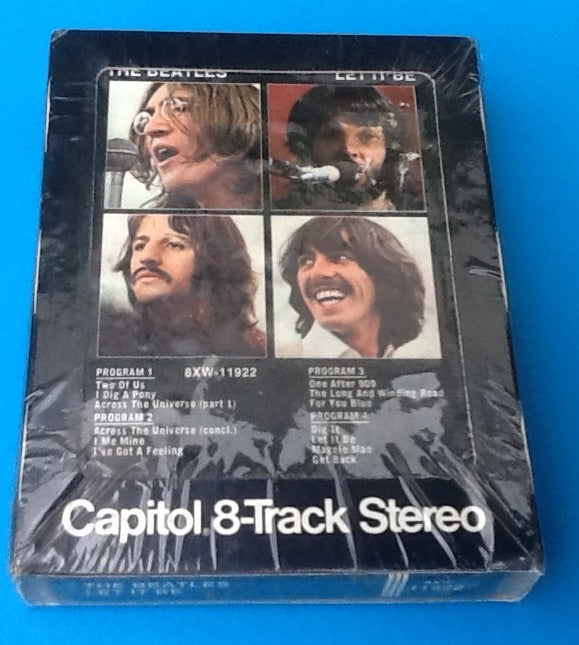 THE BEATLES LET IT BE
PROGRAM 1 8XW-11922
Two Of Us
I Dig A Pony
Across The Universe (part 1)
PROGRAM 2
Across The Universe (concl.)
I Me Mine
I've Got A Feeling
PROGRAM 3
One After 909
The Long And Winding Road
For You Blue
PROGRAM 4
Dig It
Let It Be
Maggie Mae
Get Back
Capitol 8-Track Stereo
THE BEATLES
LET IT BE
8XW
11922